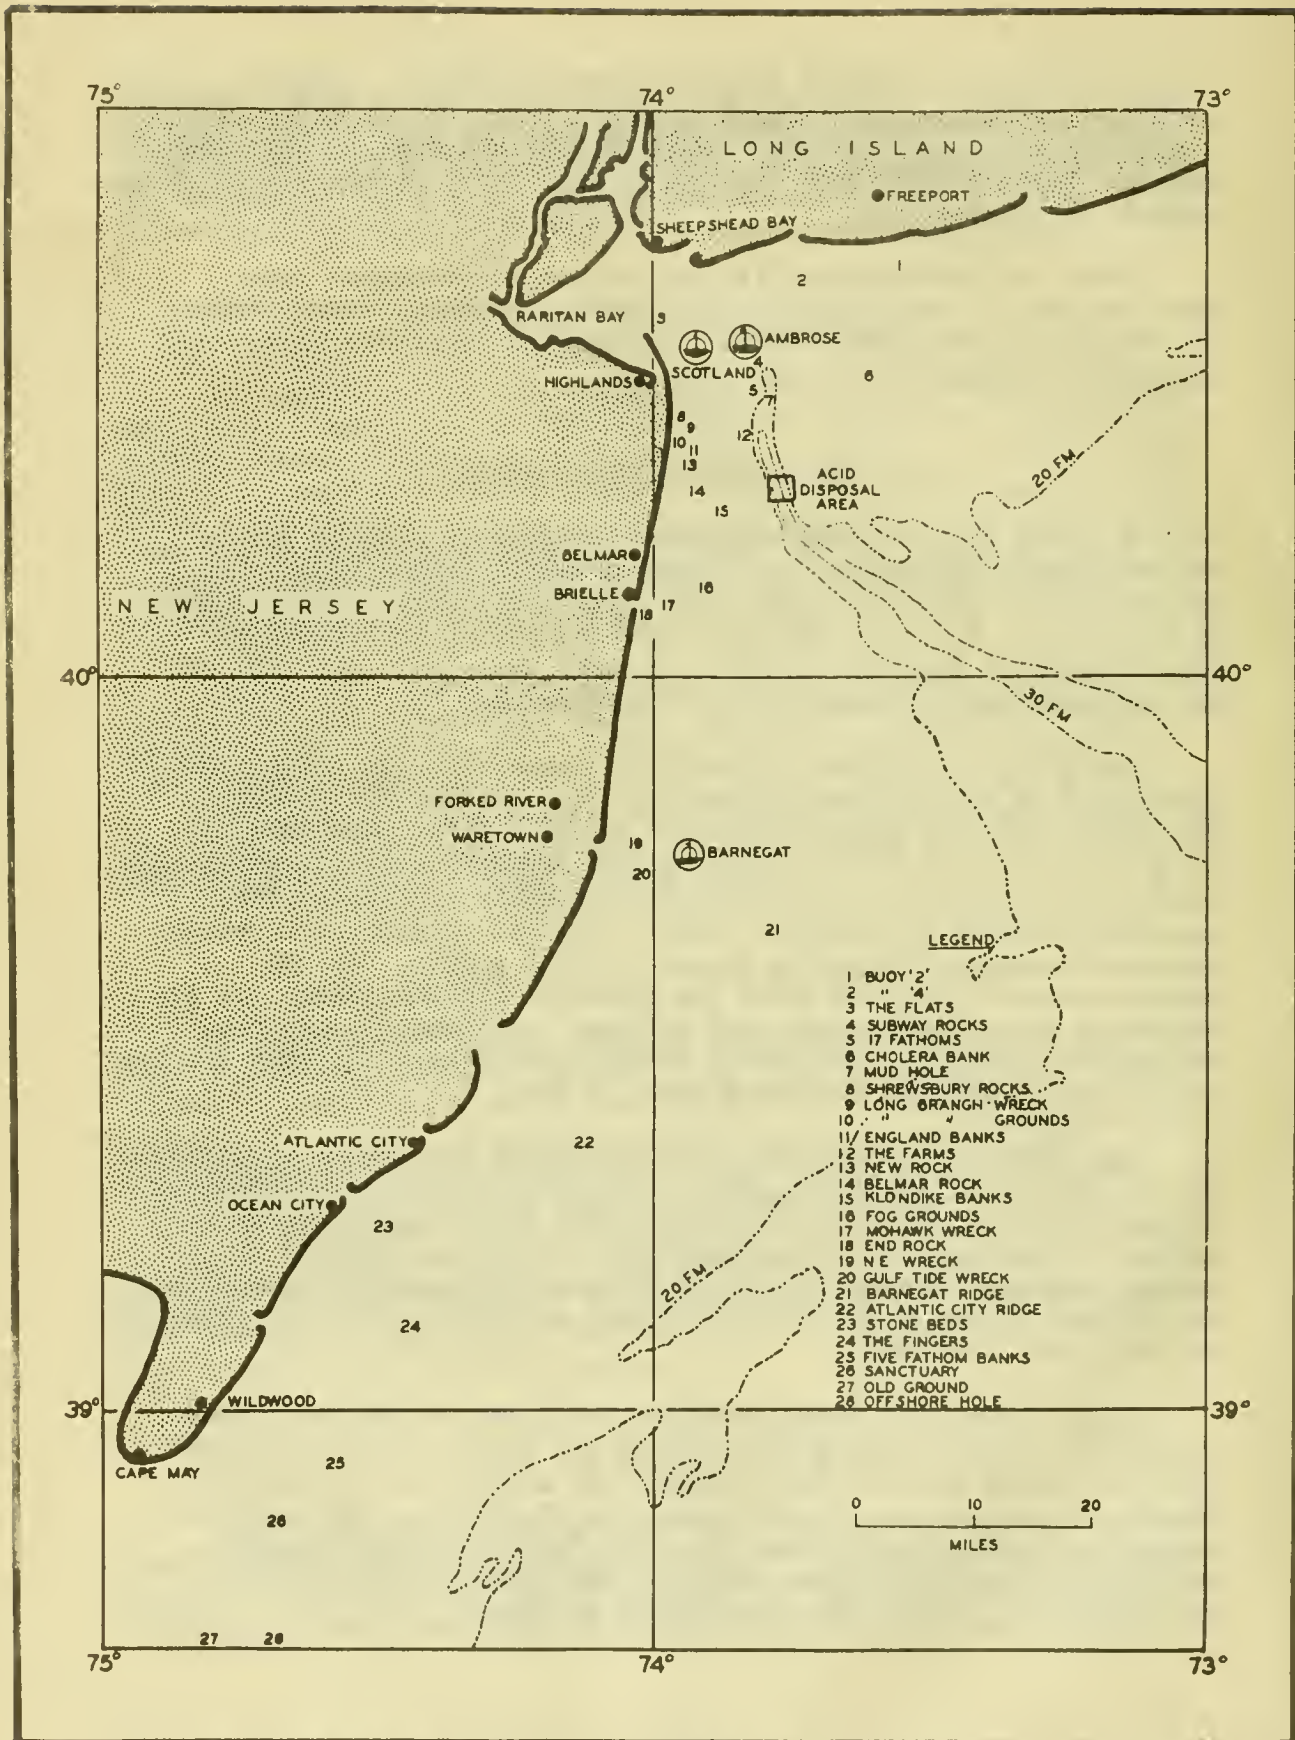 75° 74° 73°
LONG ISLAND
FREEPORT
SHEEPSHEAD BAY
1
2
RARITAN BAY
3
AMBROSE
SCOTLAND
4
HIGHLANDS
5
6
7
8
9
10
11
12
13
ACID
DISPOSAL
AREA
20 FM
14
15
BELMAR
BRIELLE
16
17
18
NEW JERSEY
40° 40°
30 FM
FORKED RIVER
WARETOWN
19
BARNEGAT
20
21
LEGEND
1 BUOY "2"
2 " "4"
3 THE FLATS
4 SUBWAY ROCKS
5 17 FATHOMS
6 CHOLERA BANK
7 MUD HOLE
8 SHREWSBURY ROCKS
9 LONG BRANGH WRECK
10 " " GROUNDS
11 ENGLAND BANKS
12 THE FARMS
13 NEW ROCK
14 BELMAR ROCK
15 KLONDIKE BANKS
16 FOG GROUNDS
17 MOHAWK WRECK
18 END ROCK
19 N E WRECK
20 GULF TIDE WRECK
21 BARNEGAT RIDGE
22 ATLANTIC CITY RIDGE
23 STONE BEDS
24 THE FINGERS
25 FIVE FATHOM BANKS
26 SANCTUARY
27 OLD GROUND
28 OFFSHORE HOLE
ATLANTIC CITY
22
OCEAN CITY
23
20 FM
24
WILDWOOD
39° 39°
CAPE MAY
25
26
0 10 20
MILES
27 28
75° 74° 73°